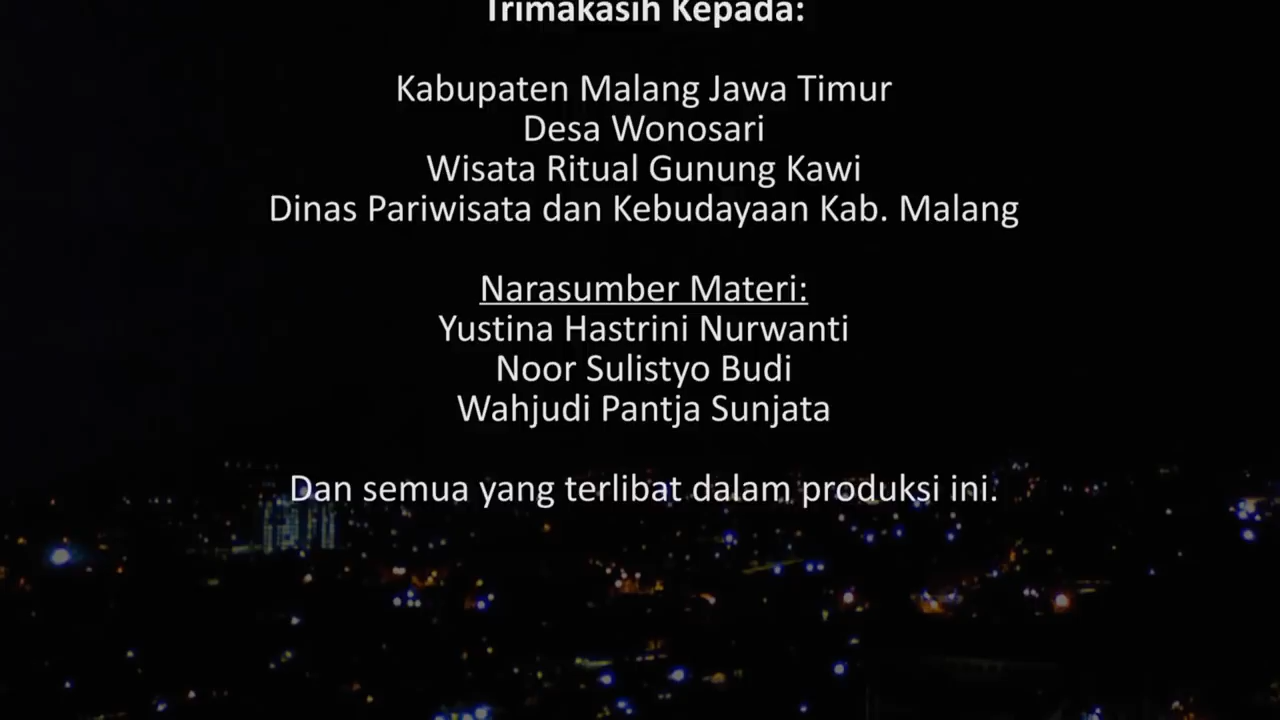 Trimakasih Kepada:
Kabupaten Malang Jawa Timur
Desa Wonosari
Wisata Ritual Gunung Kawi
Dinas Pariwisata dan Kebudayaan Kab. Malang
Narasumber Materi:
Yustina Hastrini Nurwanti
Noor Sulistyo Budi
Wahjudi Pantja Sunjata
Dan semua yang terlibat dalam produksi ini.